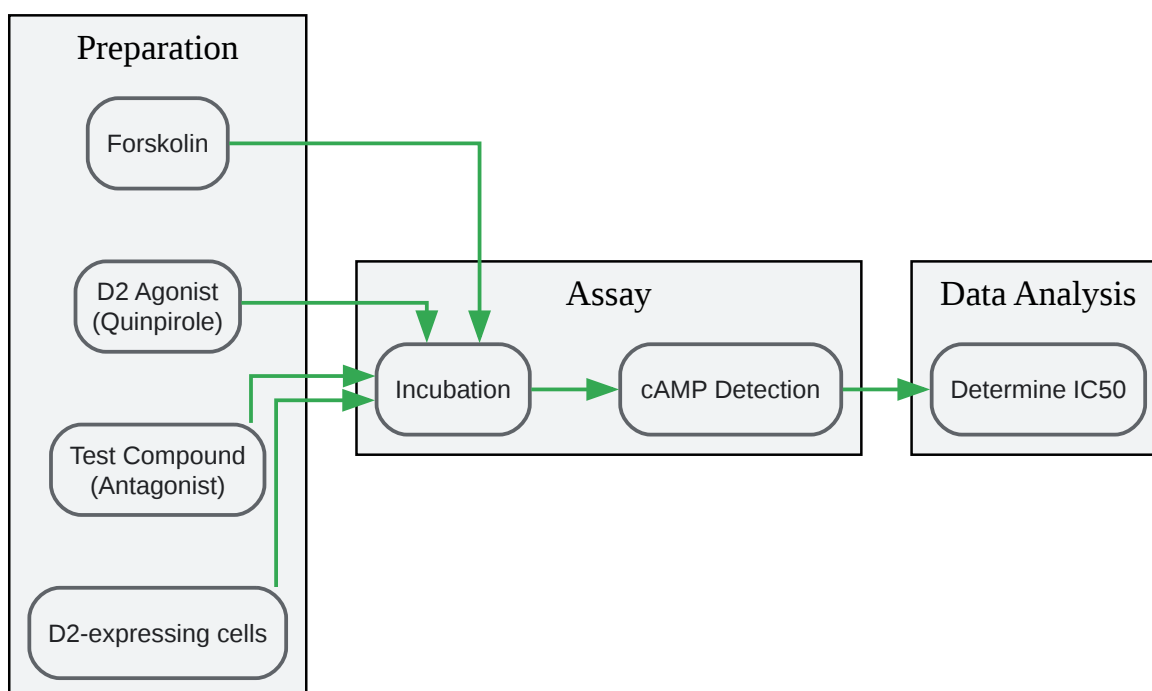 Preparation
Forskolin
D2 Agonist
(Quinpirole)
Test Compound
(Antagonist)
D2-expressing cells
Assay
Incubation
cAMP Detection
Data Analysis
Determine IC50